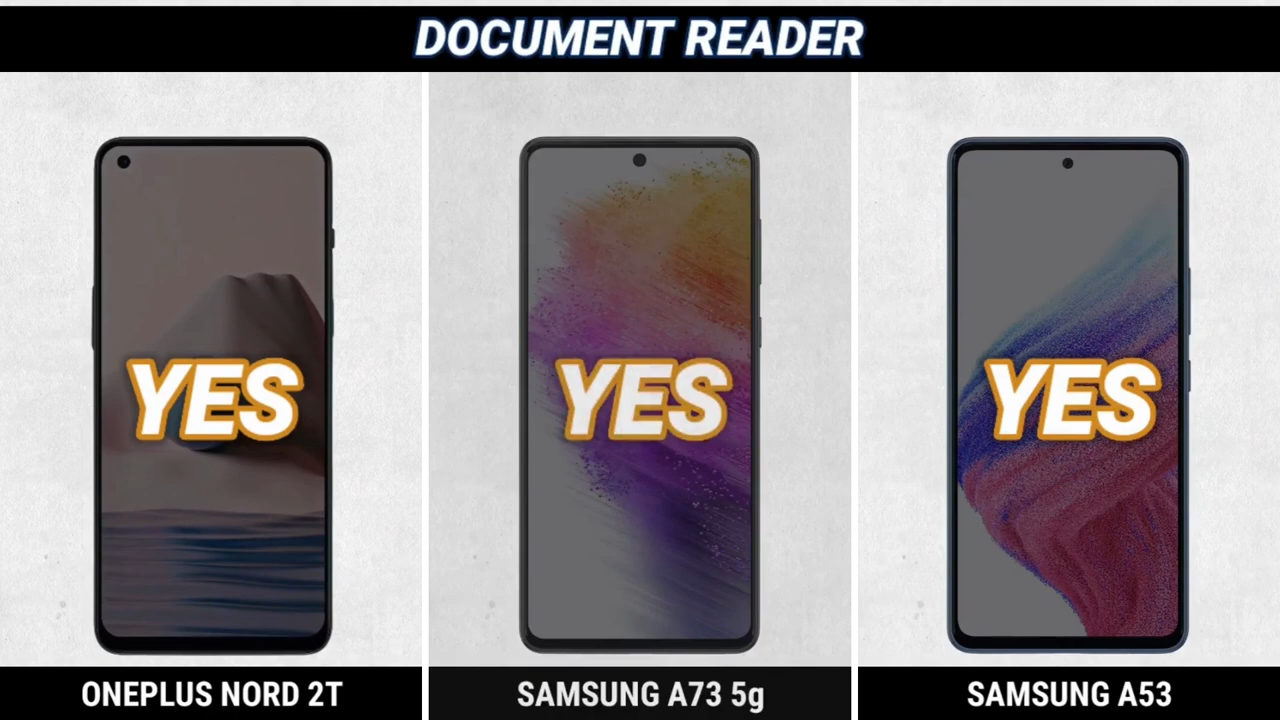 DOCUMENT READER
YES
YES
YES
ONEPLUS NORD 2T
SAMSUNG A73 5g
SAMSUNG A53